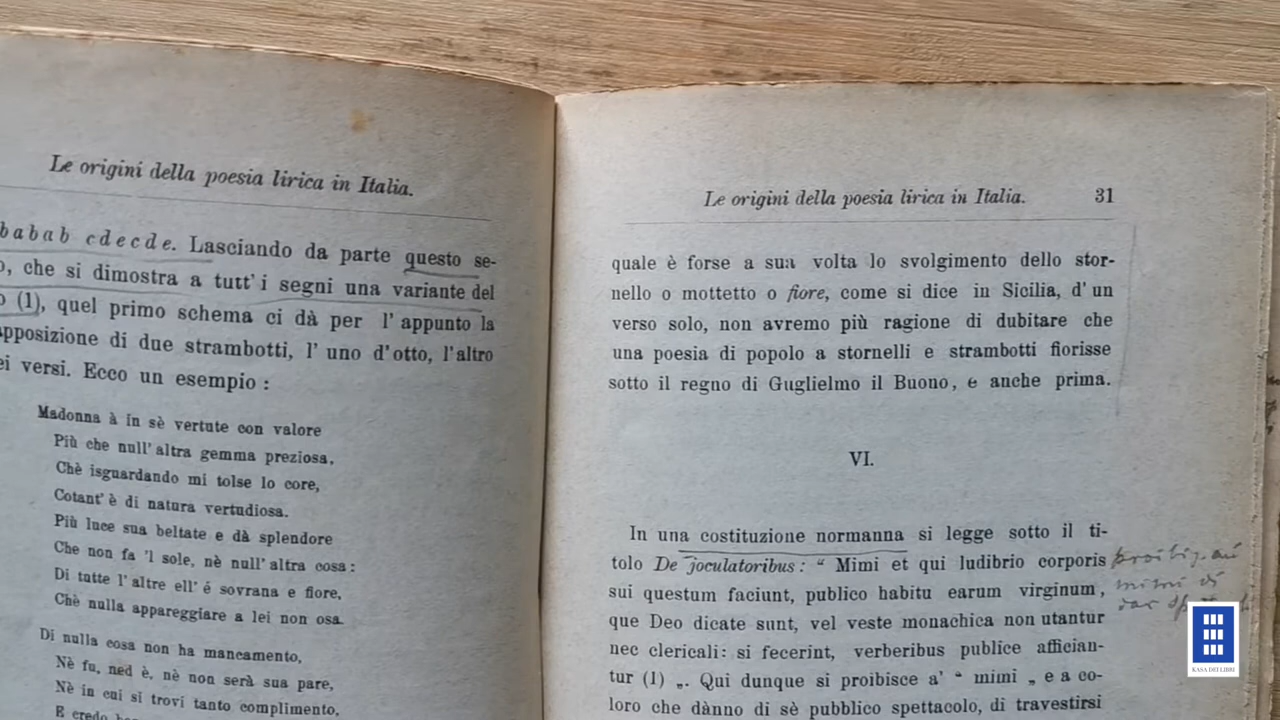 Le origini della poesia lirica in Italia.
babab cdecde. Lasciando da parte questo se-
o, che si dimostra a tutt' i segni una variante del
o (1), quel primo schema ci dà per l' appunto la
apposizione di due strambotti, l' uno d'otto, l'altro
ei versi. Ecco un esempio :
Madonna à in sè vertute con valore
Più che null' altra gemma preziosa,
Chè isguardando mi tolse lo core,
Cotant' è di natura vertudiosa.
Più luce sua beltate e dà splendore
Che non fa 'l sole, nè null' altra cosa :
Di tutte l' altre ell' é sovrana e fiore,
Chè nulla appareggiare a lei non osa.
Di nulla cosa non ha mancamento,
Nè fu, ned è, nè non serà sua pare,
Nè in cui si trovi tanto complimento,
E credo
Le origini della poesia lirica in Italia. 31
quale è forse a sua volta lo svolgimento dello stor-
nello o mottetto o fiore, come si dice in Sicilia, d' un
verso solo, non avremo più ragione di dubitare che
una poesia di popolo a stornelli e strambotti fiorisse
sotto il regno di Guglielmo il Buono, e anche prima.
VI.
In una costituzione normanna si legge sotto il ti-
tolo De joculatoribus : “ Mimi et qui ludibrio corporis
sui questum faciunt, publico habitu earum virginum,
que Deo dicate sunt, vel veste monachica non utantur
nec clericali: si fecerint, verberibus publice affician-
tur (1) „. Qui dunque si proibisce a' “ mimi „ e a co-
loro che dànno di sè pubblico spettacolo, di travestirsi
mimi di
KASA DEI LIBRI